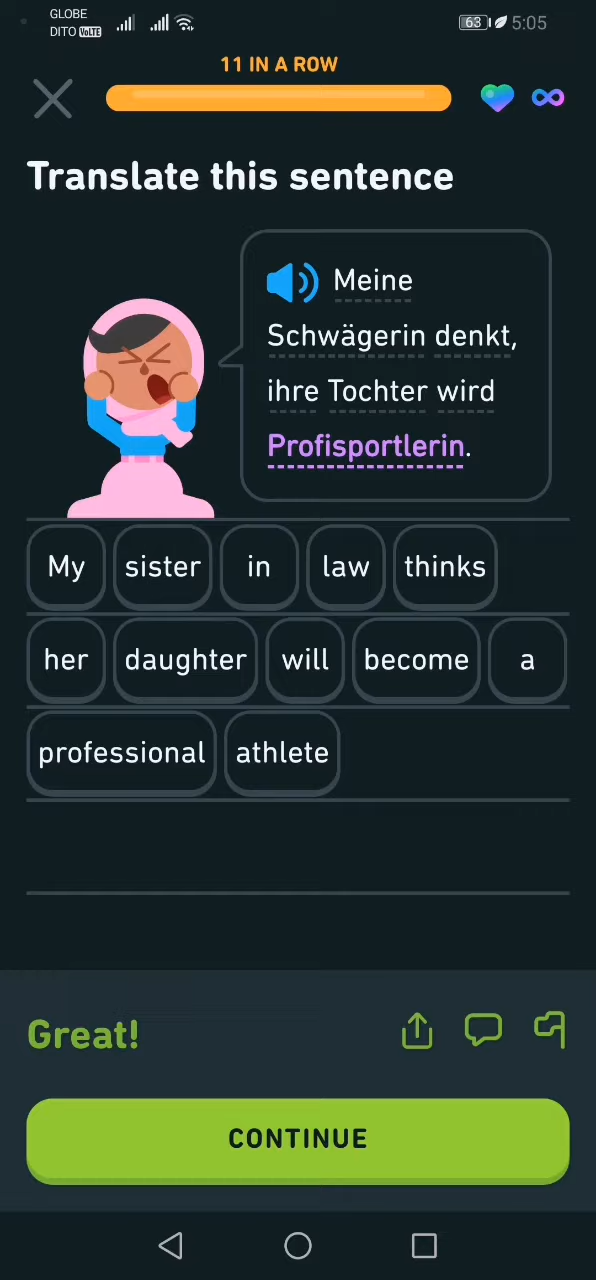 GLOBE
DITO VoLTE
63 5:05
11 IN A ROW
Translate this sentence
Meine
Schwägerin denkt,
ihre Tochter wird
Profisportlerin.
My sister in law thinks
her daughter will become a
professional athlete
Great!
CONTINUE